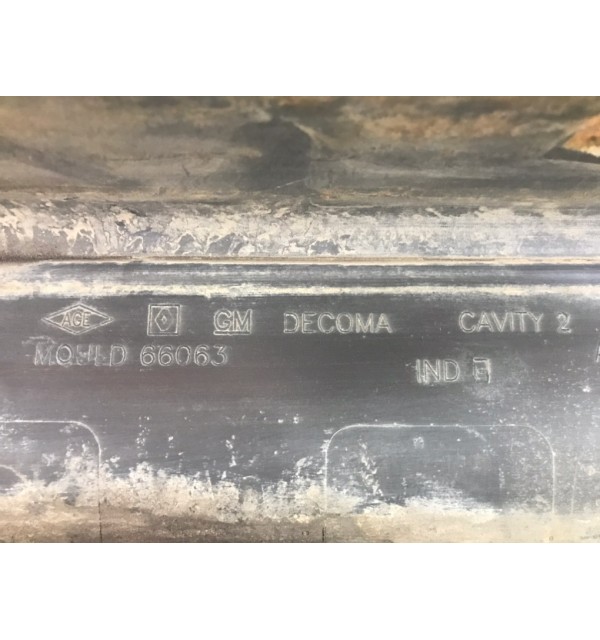 AGE GM DECOMA CAVITY 2
MOULD 66063
IND F